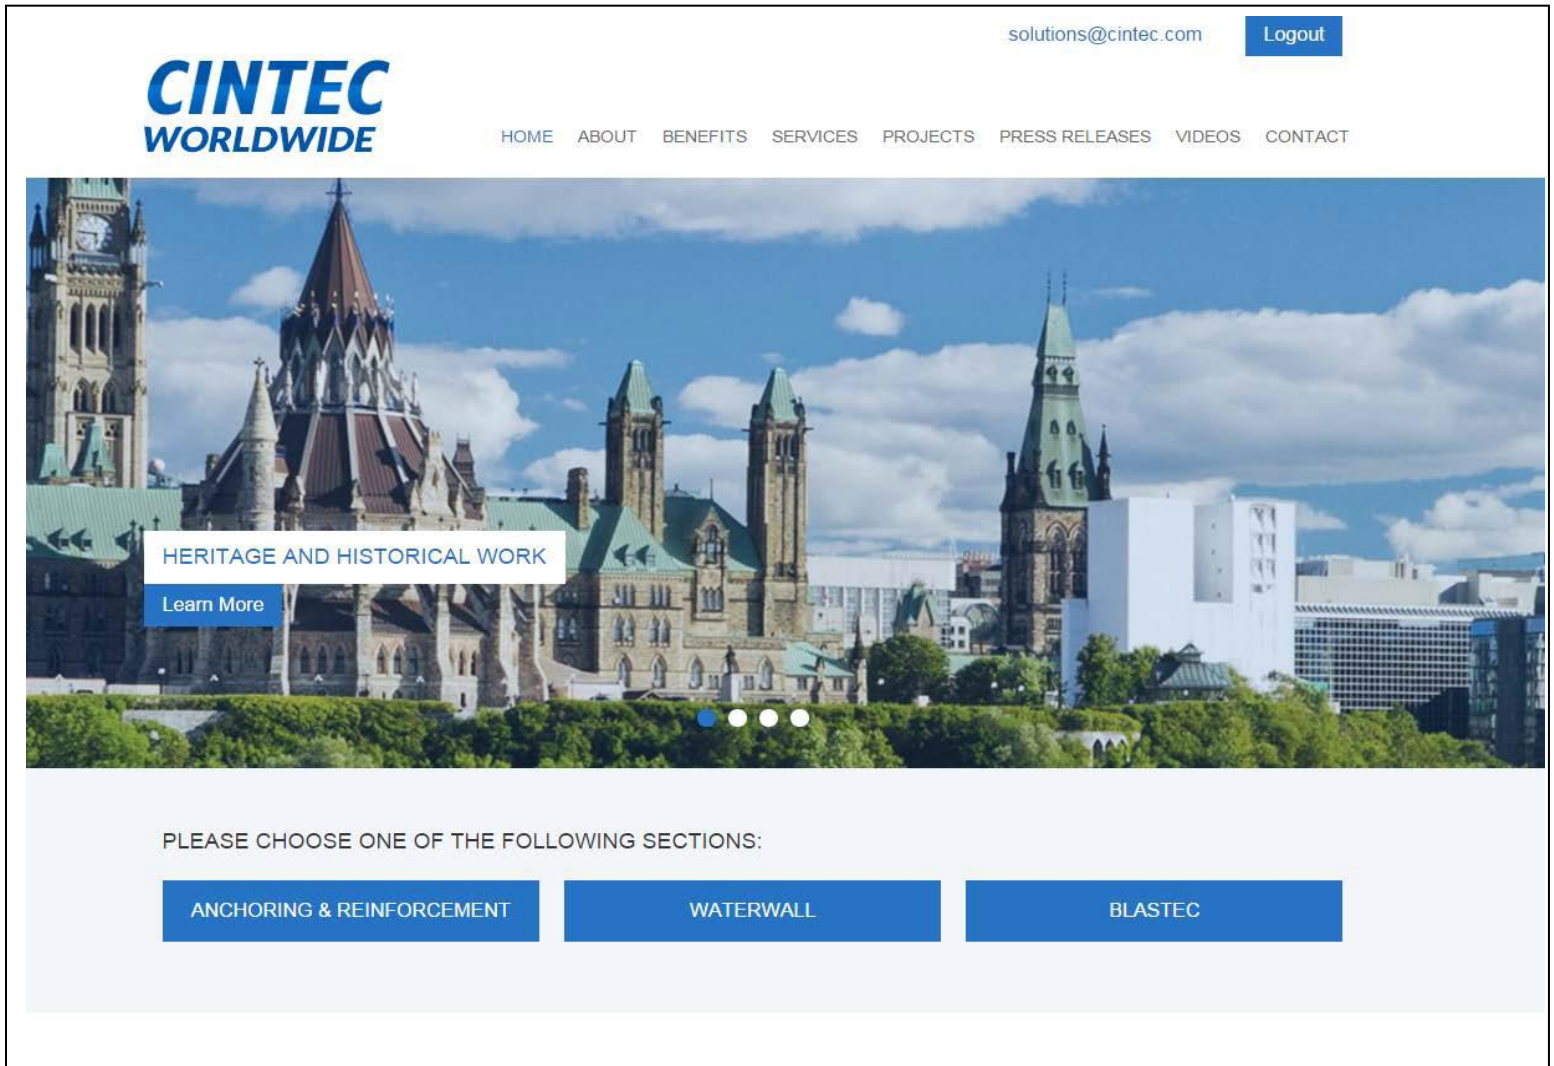 solutions@cintec.com Logout
CINTEC
WORLDWIDE
HOME ABOUT BENEFITS SERVICES PROJECTS PRESS RELEASES VIDEOS CONTACT
HERITAGE AND HISTORICAL WORK
Learn More
PLEASE CHOOSE ONE OF THE FOLLOWING SECTIONS:
ANCHORING & REINFORCEMENT WATERWALL BLASTEC